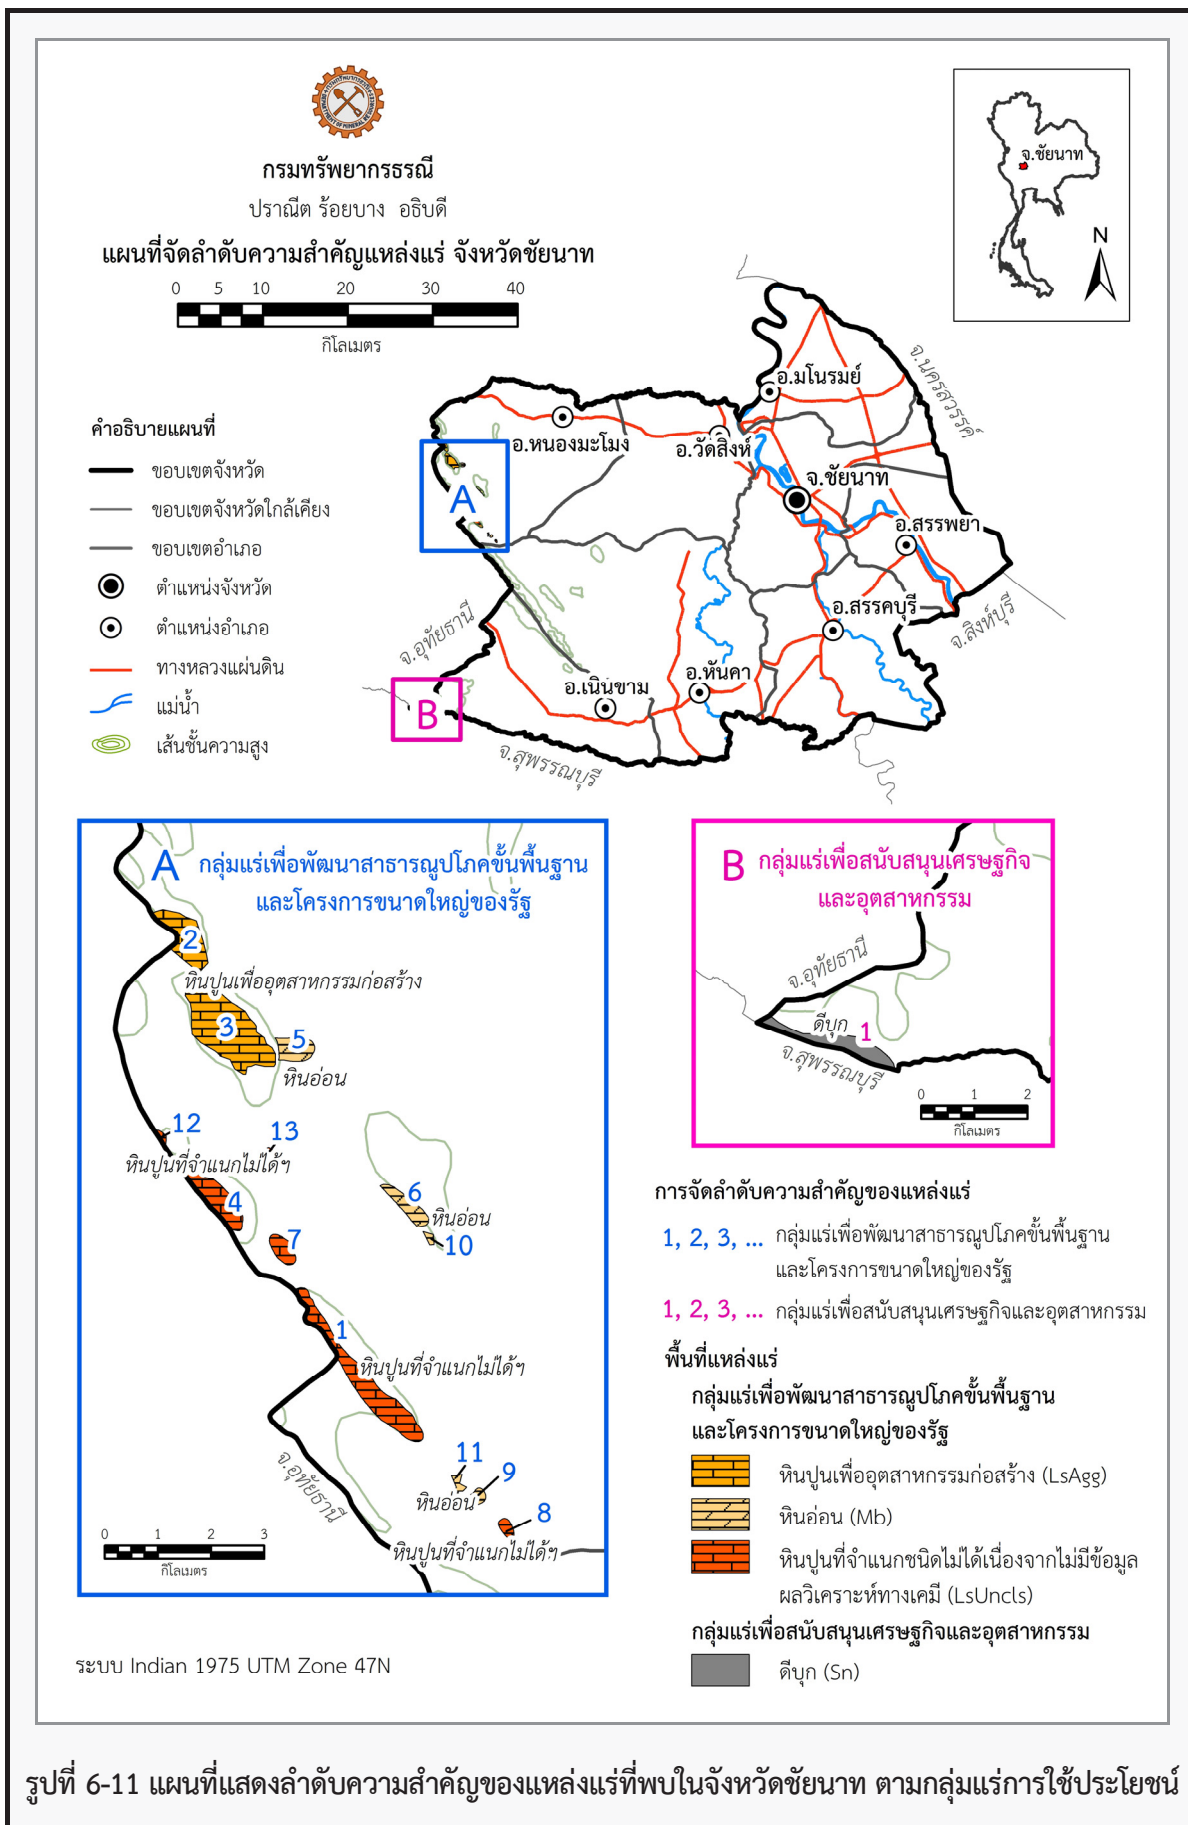 กรมทรัพยากรธรณี
ปราณีต ร้อยบาง อธิบดี
แผนที่จัดลำดับความสำคัญแหล่งแร่ จังหวัดชัยนาท
0 5 10 20 30 40
กิโลเมตร
จ.ชัยนาท
N
คำอธิบายแผนที่
ขอบเขตจังหวัด
ขอบเขตจังหวัดใกล้เคียง
ขอบเขตอำเภอ
ตำแหน่งจังหวัด
ตำแหน่งอำเภอ
ทางหลวงแผ่นดิน
แม่น้ำ
เส้นชั้นความสูง
อ.มโนรมย์
จ.นครสวรรค์
อ.หนองมะโมง
อ.วัดสิงห์
A
จ.ชัยนาท
อ.สรรพยา
จ.อุทัยธานี
อ.สรรคบุรี
จ.สิงห์บุรี
อ.หันคา
อ.เนินขาม
B
จ.สุพรรณบุรี
A กลุ่มแร่เพื่อพัฒนาสาธารณูปโภคขั้นพื้นฐาน
และโครงการขนาดใหญ่ของรัฐ
2
หินปูนเพื่ออุตสาหกรรมก่อสร้าง
3
5
หินอ่อน
12
13
หินปูนที่จำแนกไม่ได้ฯ
4
6
หินอ่อน
7
10
1
หินปูนที่จำแนกไม่ได้ฯ
11
9
จ.อุทัยธานี
หินอ่อน
8
หินปูนที่จำแนกไม่ได้ฯ
0 1 2 3
กิโลเมตร
B กลุ่มแร่เพื่อสนับสนุนเศรษฐกิจ
และอุตสาหกรรม
จ.อุทัยธานี
ดีบุก 1
จ.สุพรรณบุรี
0 1 2
กิโลเมตร
การจัดลำดับความสำคัญของแหล่งแร่
1, 2, 3, ... กลุ่มแร่เพื่อพัฒนาสาธารณูปโภคขั้นพื้นฐาน
และโครงการขนาดใหญ่ของรัฐ
1, 2, 3, ... กลุ่มแร่เพื่อสนับสนุนเศรษฐกิจและอุตสาหกรรม
พื้นที่แหล่งแร่
กลุ่มแร่เพื่อพัฒนาสาธารณูปโภคขั้นพื้นฐาน
และโครงการขนาดใหญ่ของรัฐ
หินปูนเพื่ออุตสาหกรรมก่อสร้าง (LsAgg)
หินอ่อน (Mb)
หินปูนที่จำแนกชนิดไม่ได้เนื่องจากไม่มีข้อมูล
ผลวิเคราะห์ทางเคมี (LsUncls)
กลุ่มแร่เพื่อสนับสนุนเศรษฐกิจและอุตสาหกรรม
ดีบุก (Sn)
ระบบ Indian 1975 UTM Zone 47N
รูปที่ 6-11 แผนที่แสดงลำดับความสำคัญของแหล่งแร่ที่พบในจังหวัดชัยนาท ตามกลุ่มแร่การใช้ประโยชน์